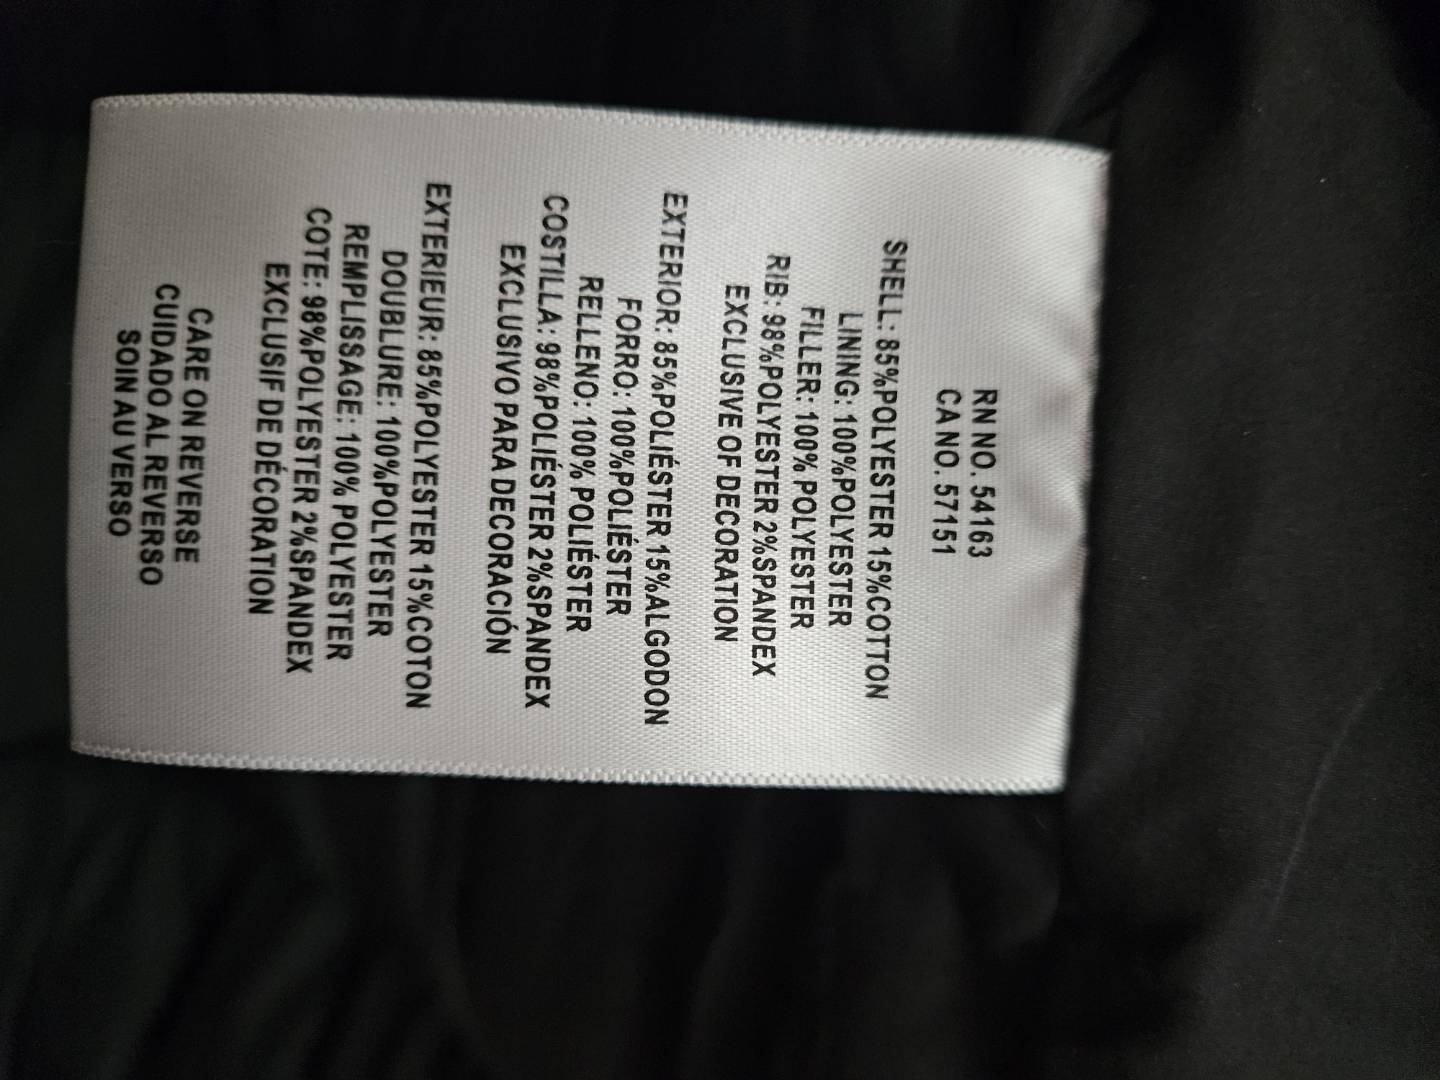 RN NO. 54163
CA NO. 57151
SHELL: 85%POLYESTER 15%COTTON
LINING: 100%POLYESTER
FILLER: 100% POLYESTER
RIB: 98%POLYESTER 2%SPANDEX
EXCLUSIVE OF DECORATION
EXTERIOR: 85%POLIÉSTER 15%ALGODON
FORRO: 100%POLIÉSTER
RELLENO: 100% POLIÉSTER
COSTILLA: 98%POLIÉSTER 2%SPANDEX
EXCLUSIVO PARA DECORACIÓN
EXTERIEUR: 85%POLYESTER 15%COTON
DOUBLURE: 100%POLYESTER
REMPLISSAGE: 100% POLYESTER
COTE: 98%POLYESTER 2%SPANDEX
EXCLUSIF DE DÉCORATION
CARE ON REVERSE
CUIDADO AL REVERSO
SOIN AU VERSO